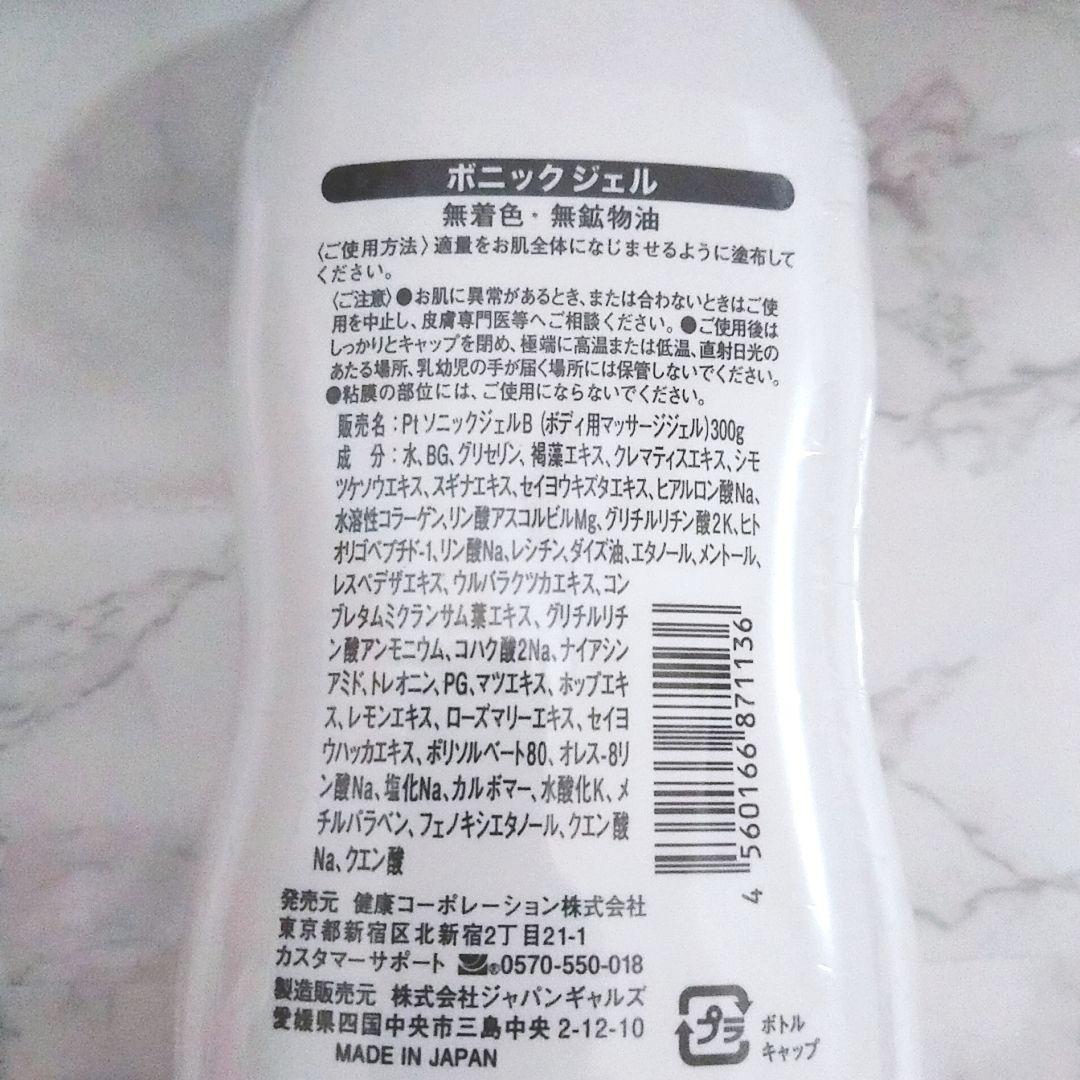 ボニックジェル
無着色・無鉱物油
〈ご使用方法〉適量をお肌全体になじませるように塗布して
ください。
〈ご注意〉●お肌に異常があるとき、または合わないときはご使
用を中止し、皮膚専門医等へご相談ください。●ご使用後は
しっかりとキャップを閉め、極端に高温または低温、直射日光の
あたる場所、乳幼児の手が届く場所には保管しないでください。
●粘膜の部位には、ご使用にならないでください。
販売名：Pt ソニックジェルB (ボディ用マッサージジェル)300g
成　分：水、BG、グリセリン、褐藻エキス、クレマティスエキス、シモ
ツケソウエキス、スギナエキス、セイヨウキズタエキス、ヒアルロン酸Na、
水溶性コラーゲン、リン酸アスコルビルMg、グリチルリチン酸2K、ヒト
オリゴペプチド-1、リン酸Na、レシチン、ダイズ油、エタノール、メントール、
レスペデザエキス、ウルバラクツカエキス、コン
ブレタムミクランサム葉エキス、グリチルリチ
ン酸アンモニウム、コハク酸2Na、ナイアシン
アミド、トレオニン、PG、マツエキス、ホップエキ
ス、レモンエキス、ローズマリーエキス、セイヨ
ウハッカエキス、ポリソルベート80、オレス-8リ
ン酸Na、塩化Na、カルボマー、水酸化K、メ
チルパラベン、フェノキシエタノール、クエン酸
Na、クエン酸
4 560166 871136
発売元 健康コーポレーション株式会社
東京都新宿区北新宿2丁目21-1
カスタマーサポート ®0570-550-018
製造販売元 株式会社ジャパンギャルズ
愛媛県四国中央市三島中央 2-12-10
MADE IN JAPAN
プラ
ボトル
キャップ